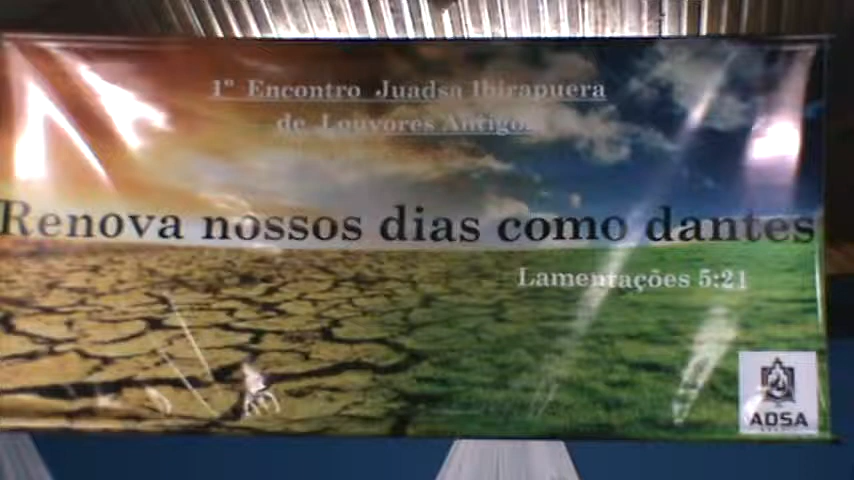 1º Encontro Juadsa Ibirapuera
de Louvores Antigos
Renova nossos dias como dantes
Lamentações 5:21
ADSA